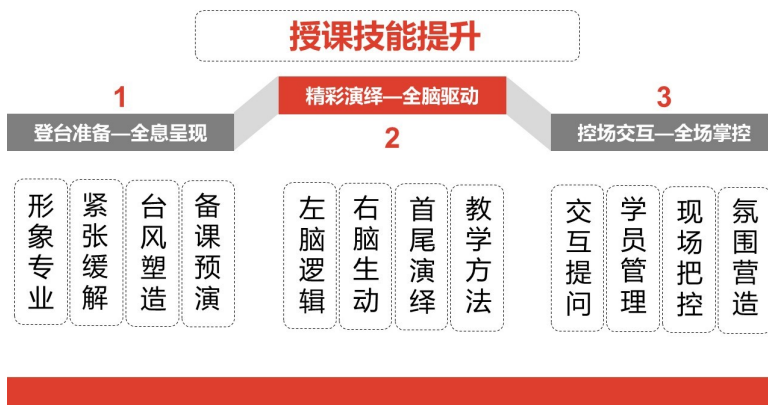 授课技能提升
1
登台准备—全息呈现
形象专业
紧张缓解
台风塑造
备课预演
精彩演绎—全脑驱动
2
左脑逻辑
右脑生动
首尾演绎
教学方法
3
控场交互—全场掌控
交互提问
学员管理
现场把控
氛围营造